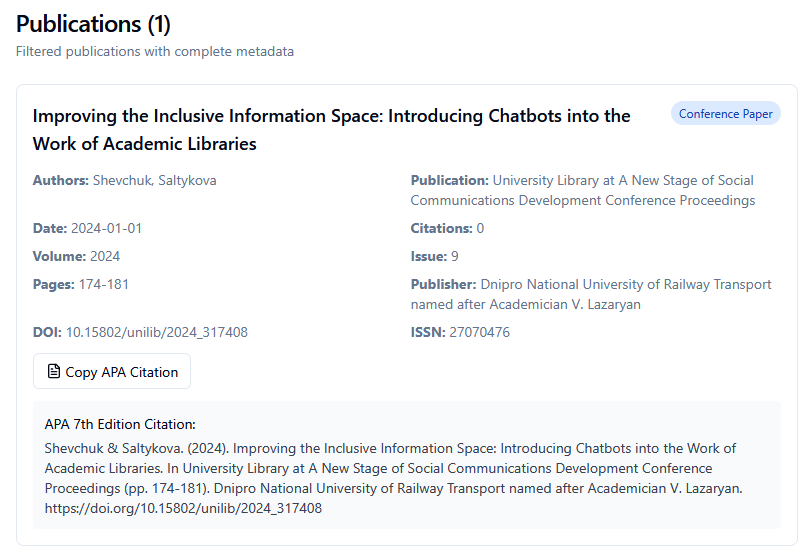 Publications (1)
Filtered publications with complete metadata
Improving the Inclusive Information Space: Introducing Chatbots into the
Work of Academic Libraries
Conference Paper
Authors: Shevchuk, Saltykova
Publication: University Library at A New Stage of Social
Communications Development Conference Proceedings
Date: 2024-01-01
Citations: 0
Volume: 2024
Issue: 9
Pages: 174-181
Publisher: Dnipro National University of Railway Transport
named after Academician V. Lazaryan
DOI: 10.15802/unilib/2024_317408
ISSN: 27070476
Copy APA Citation
APA 7th Edition Citation:
Shevchuk & Saltykova. (2024). Improving the Inclusive Information Space: Introducing Chatbots into the Work of
Academic Libraries. In University Library at A New Stage of Social Communications Development Conference
Proceedings (pp. 174-181). Dnipro National University of Railway Transport named after Academician V. Lazaryan.
https://doi.org/10.15802/unilib/2024_317408